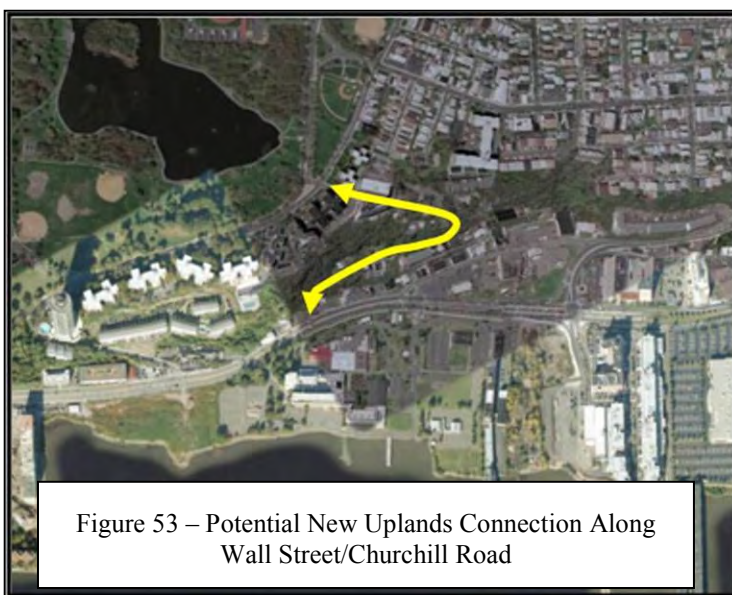 Figure 53 – Potential New Uplands Connection Along
Wall Street/Churchill Road